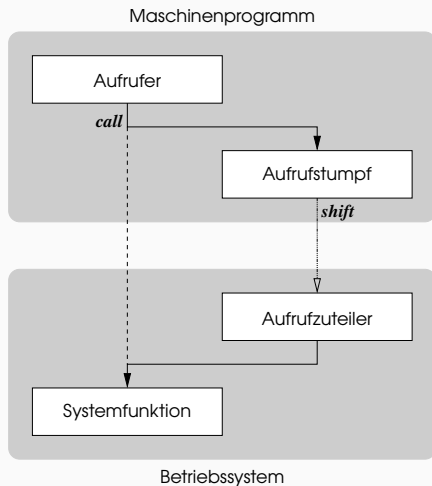 Maschinenprogramm
Aufrufer
call
Aufrufstumpf
shift
Aufrufzuteiler
Systemfunktion
Betriebssystem